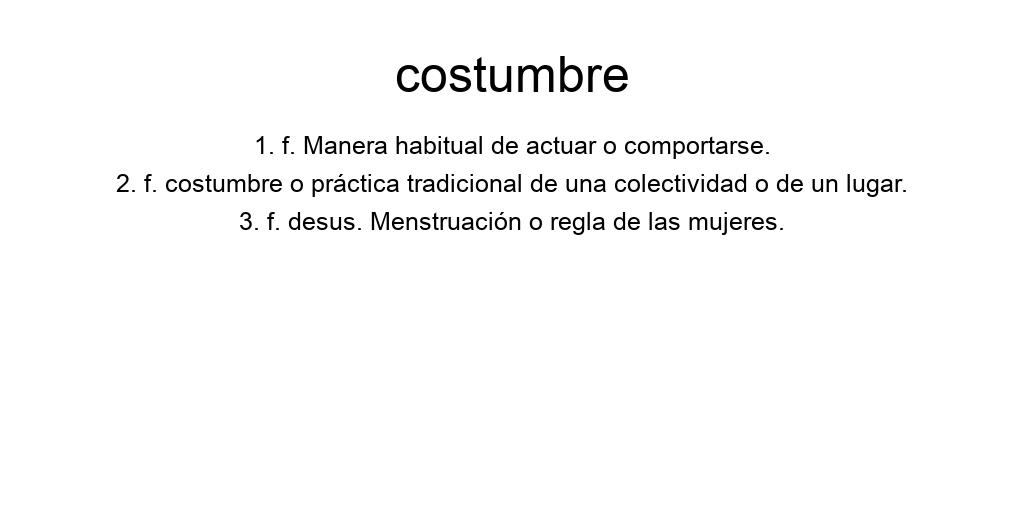 costumbre
1. f. Manera habitual de actuar o comportarse.
2. f. costumbre o práctica tradicional de una colectividad o de un lugar.
3. f. desus. Menstruación o regla de las mujeres.